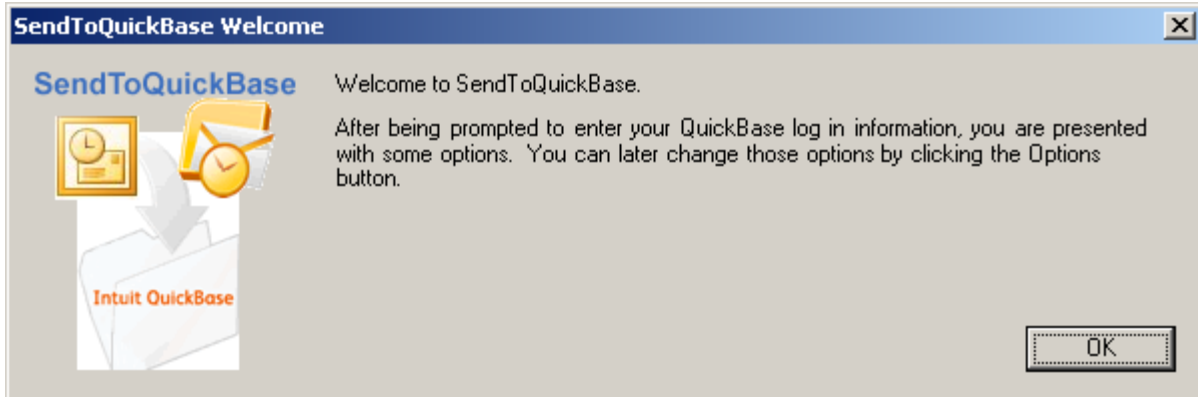 SendToQuickBase Welcome
SendToQuickBase
Intuit QuickBase
Welcome to SendToQuickBase.
After being prompted to enter your QuickBase log in information, you are presented
with some options.  You can later change those options by clicking the Options
button.
OK